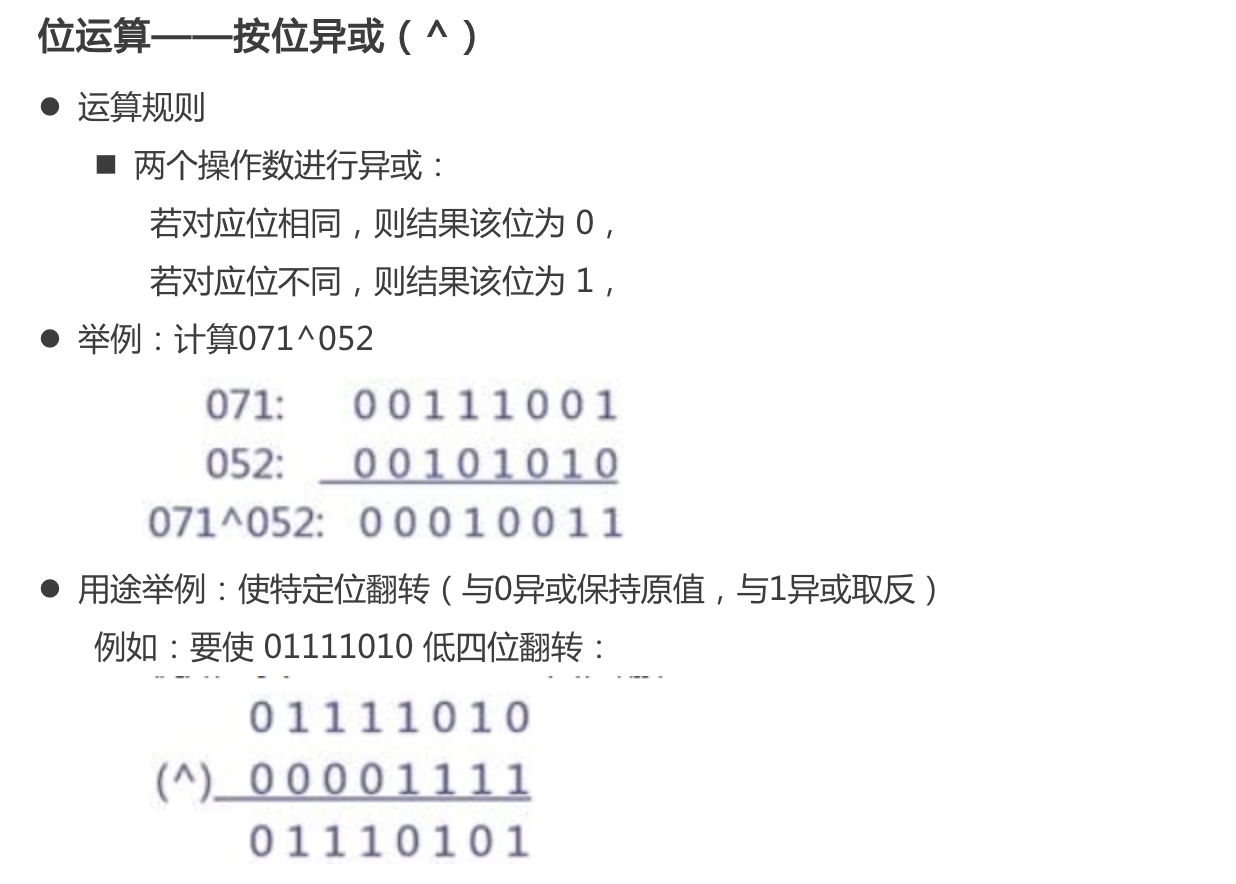 位运算——按位异或（^）
● 运算规则
■ 两个操作数进行异或：
若对应位相同，则结果该位为 0，
若对应位不同，则结果该位为 1，
● 举例：计算071^052
071: 0 0 1 1 1 0 0 1
052: 0 0 1 0 1 0 1 0
071^052: 0 0 0 1 0 0 1 1
● 用途举例：使特定位翻转（与0异或保持原值，与1异或取反）
例如：要使 01111010 低四位翻转：
0 1 1 1 1 0 1 0
(^) 0 0 0 0 1 1 1 1
0 1 1 1 0 1 0 1